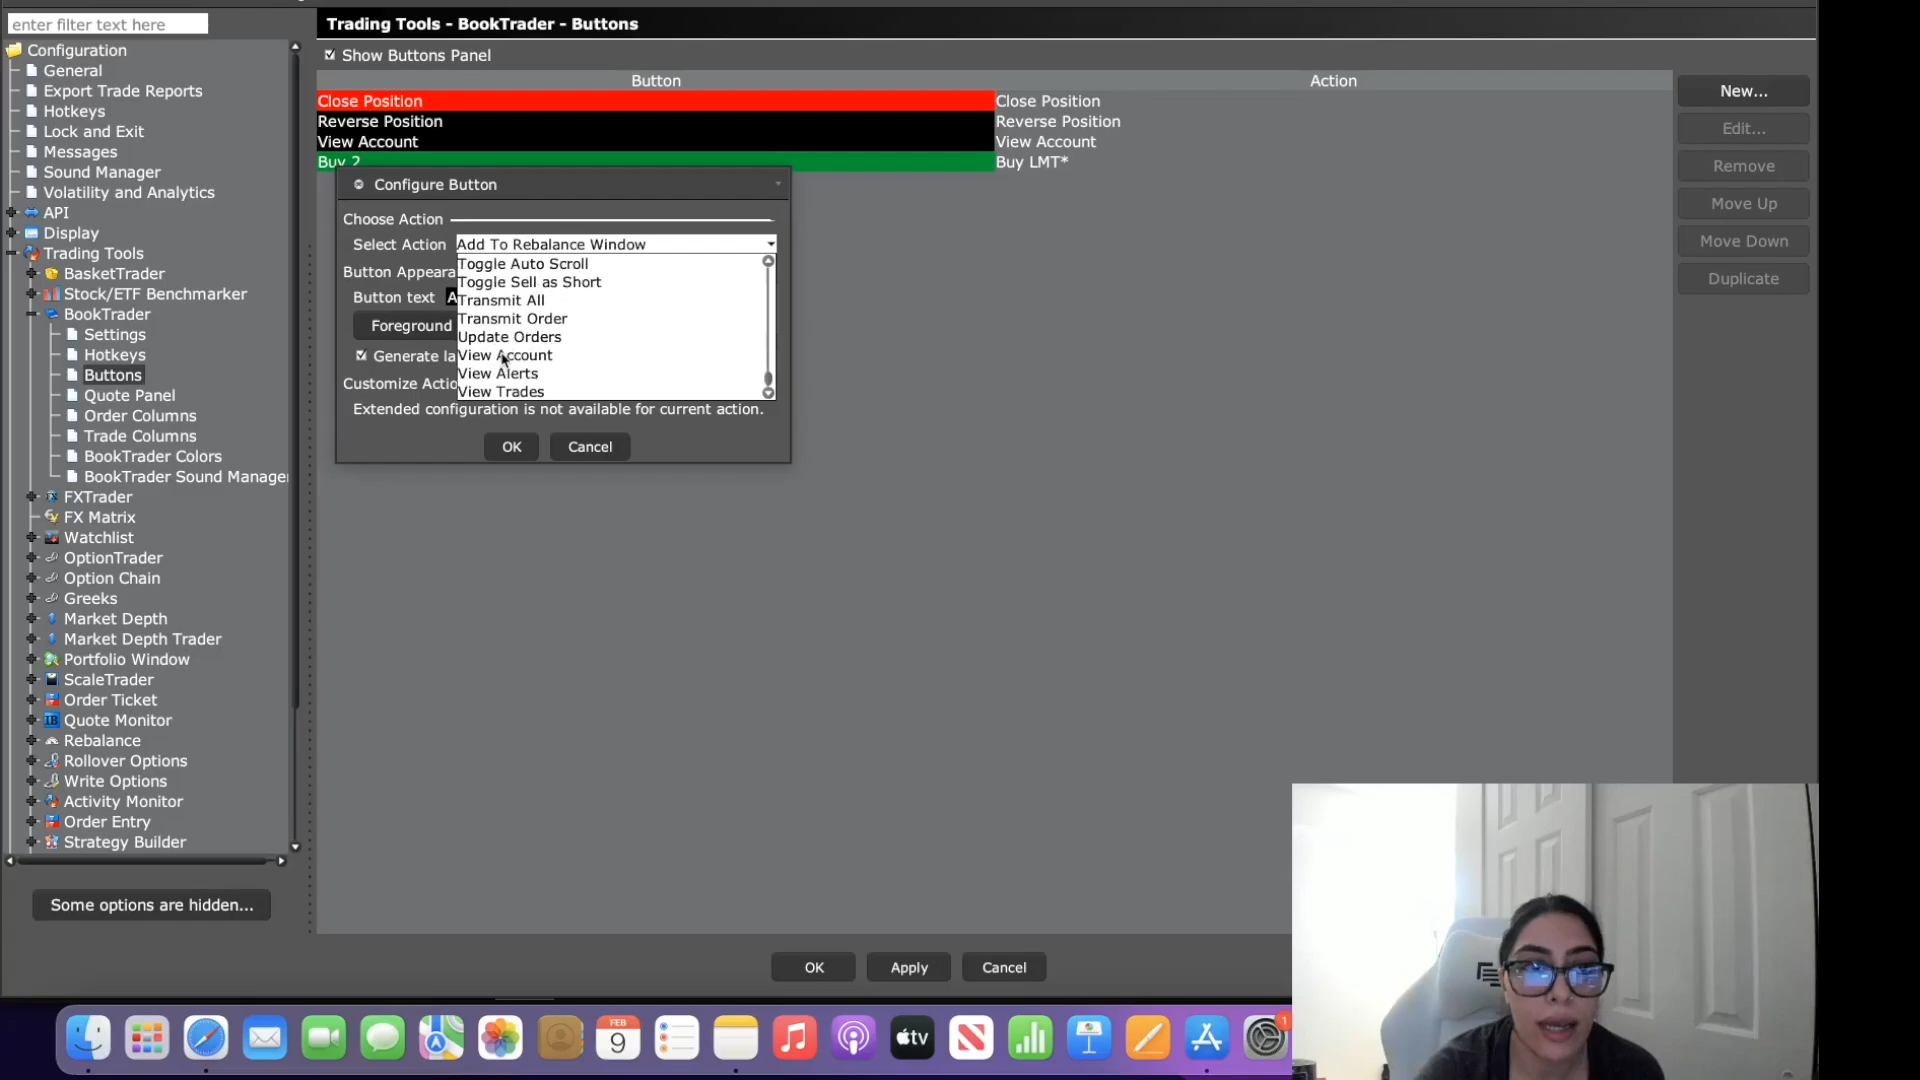 enter filter text here
Trading Tools - BookTrader - Buttons
Configuration
General
Export Trade Reports
Hotkeys
Lock and Exit
Messages
Sound Manager
Volatility and Analytics
API
Display
Trading Tools
BasketTrader
Stock/ETF Benchmarker
BookTrader
Settings
Hotkeys
Buttons
Quote Panel
Order Columns
Trade Columns
BookTrader Colors
BookTrader Sound Manage
FXTrader
FX Matrix
Watchlist
OptionTrader
Option Chain
Greeks
Market Depth
Market Depth Trader
Portfolio Window
ScaleTrader
Order Ticket
IB Quote Monitor
Rebalance
Rollover Options
Write Options
Activity Monitor
Order Entry
Strategy Builder
Some options are hidden...
Show Buttons Panel
Button Action
Close Position Close Position
Reverse Position Reverse Position
View Account View Account
Buy 2 Buy LMT*
Configure Button
Choose Action
Select Action Add To Rebalance Window
Toggle Auto Scroll
Toggle Sell as Short
Transmit All
Transmit Order
Update Orders
View Account
View Alerts
View Trades
Button Appeara
Button text A
Foreground
Generate la
Customize Actio
Extended configuration is not available for current action.
OK Cancel
New...
Edit...
Remove
Move Up
Move Down
Duplicate
OK Apply Cancel
FEB
9
tv
1